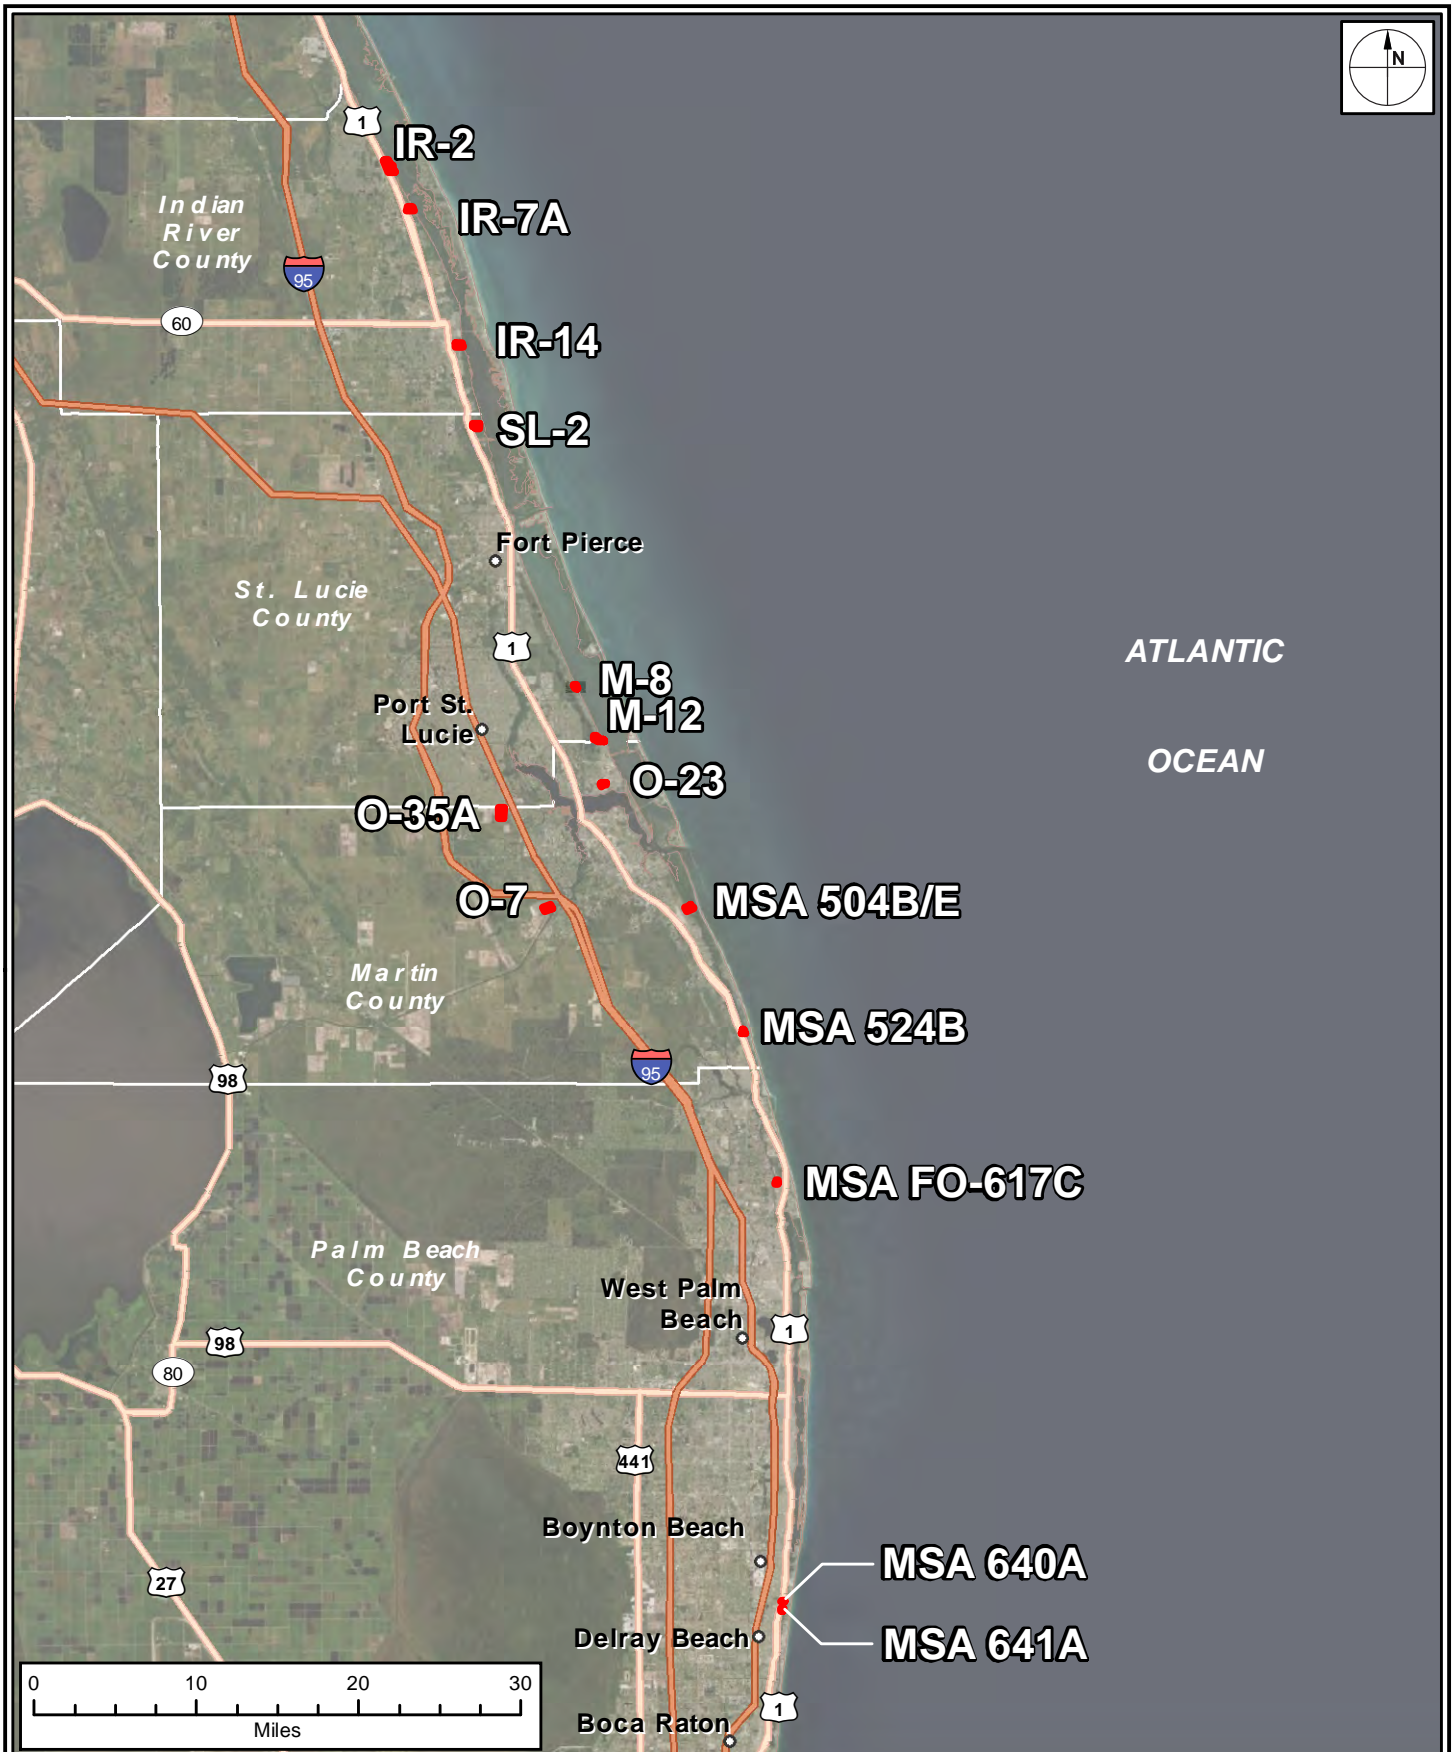 N
1
IR-2
Indian
River
County
IR-7A
95
60
IR-14
SL-2
Fort Pierce
St. Lucie
County
1
ATLANTIC
M-8
Port St.
Lucie
M-12
OCEAN
O-23
O-35A
O-7
MSA 504B/E
Martin
County
MSA 524B
95
98
MSA FO-617C
Palm Beach
County
West Palm
Beach
1
98
80
441
Boynton Beach
MSA 640A
27
Delray Beach
MSA 641A
0 10 20 30
Miles
1
Boca Raton